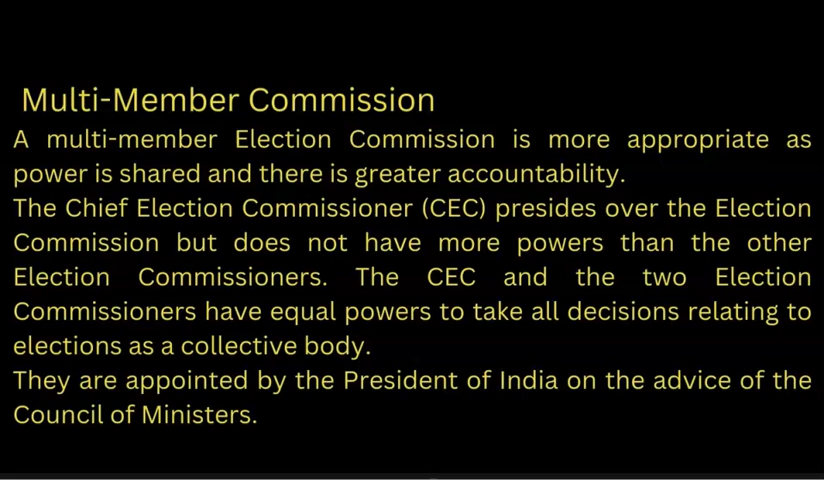 Multi-Member Commission
A multi-member Election Commission is more appropriate as
power is shared and there is greater accountability.
The Chief Election Commissioner (CEC) presides over the Election
Commission but does not have more powers than the other
Election Commissioners. The CEC and the two Election
Commissioners have equal powers to take all decisions relating to
elections as a collective body.
They are appointed by the President of India on the advice of the
Council of Ministers.